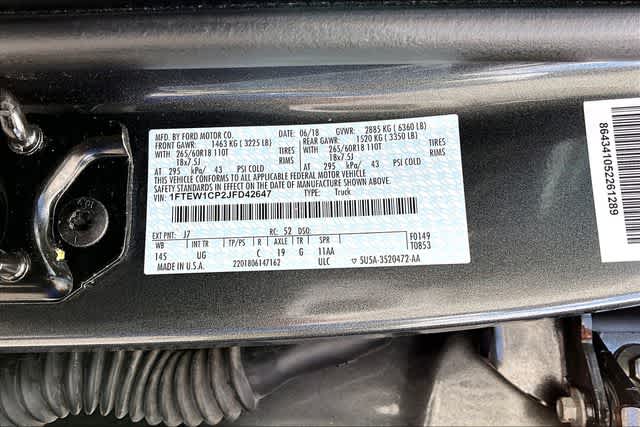 MFD. BY FORD MOTOR CO. 06/18 GVWR: 2885 KG ( 6360 LB)
FRONT GAWR: 1463 KG ( 3225 LB) REAR GAWR: 1520 KG ( 3350 LB)
WITH 265/60R18 110T TIRES WITH 265/60R18 110T TIRES
18x7.5J RIMS 18x7.5J RIMS
AT 295 kPa/ 43 PSI COLD AT 295 kPa/ 43 PSI COLD
THIS VEHICLE CONFORMS TO ALL APPLICABLE FEDERAL MOTOR VEHICLE
SAFETY STANDARDS IN EFFECT ON THE DATE OF MANUFACTURE SHOWN ABOVE.
VIN: 1FTEW1CP2JFD42647 TYPE: Truck
EXT PNT: J7 RC: 52 DSO: F0149
WB INT TR TP/PS R AXLE TR SPR T0853
145 UG C 19 G 11AA
MADE IN U.S.A. 2201806147162 ULC ▽ 5U5A-3520472-AA
864341052261289